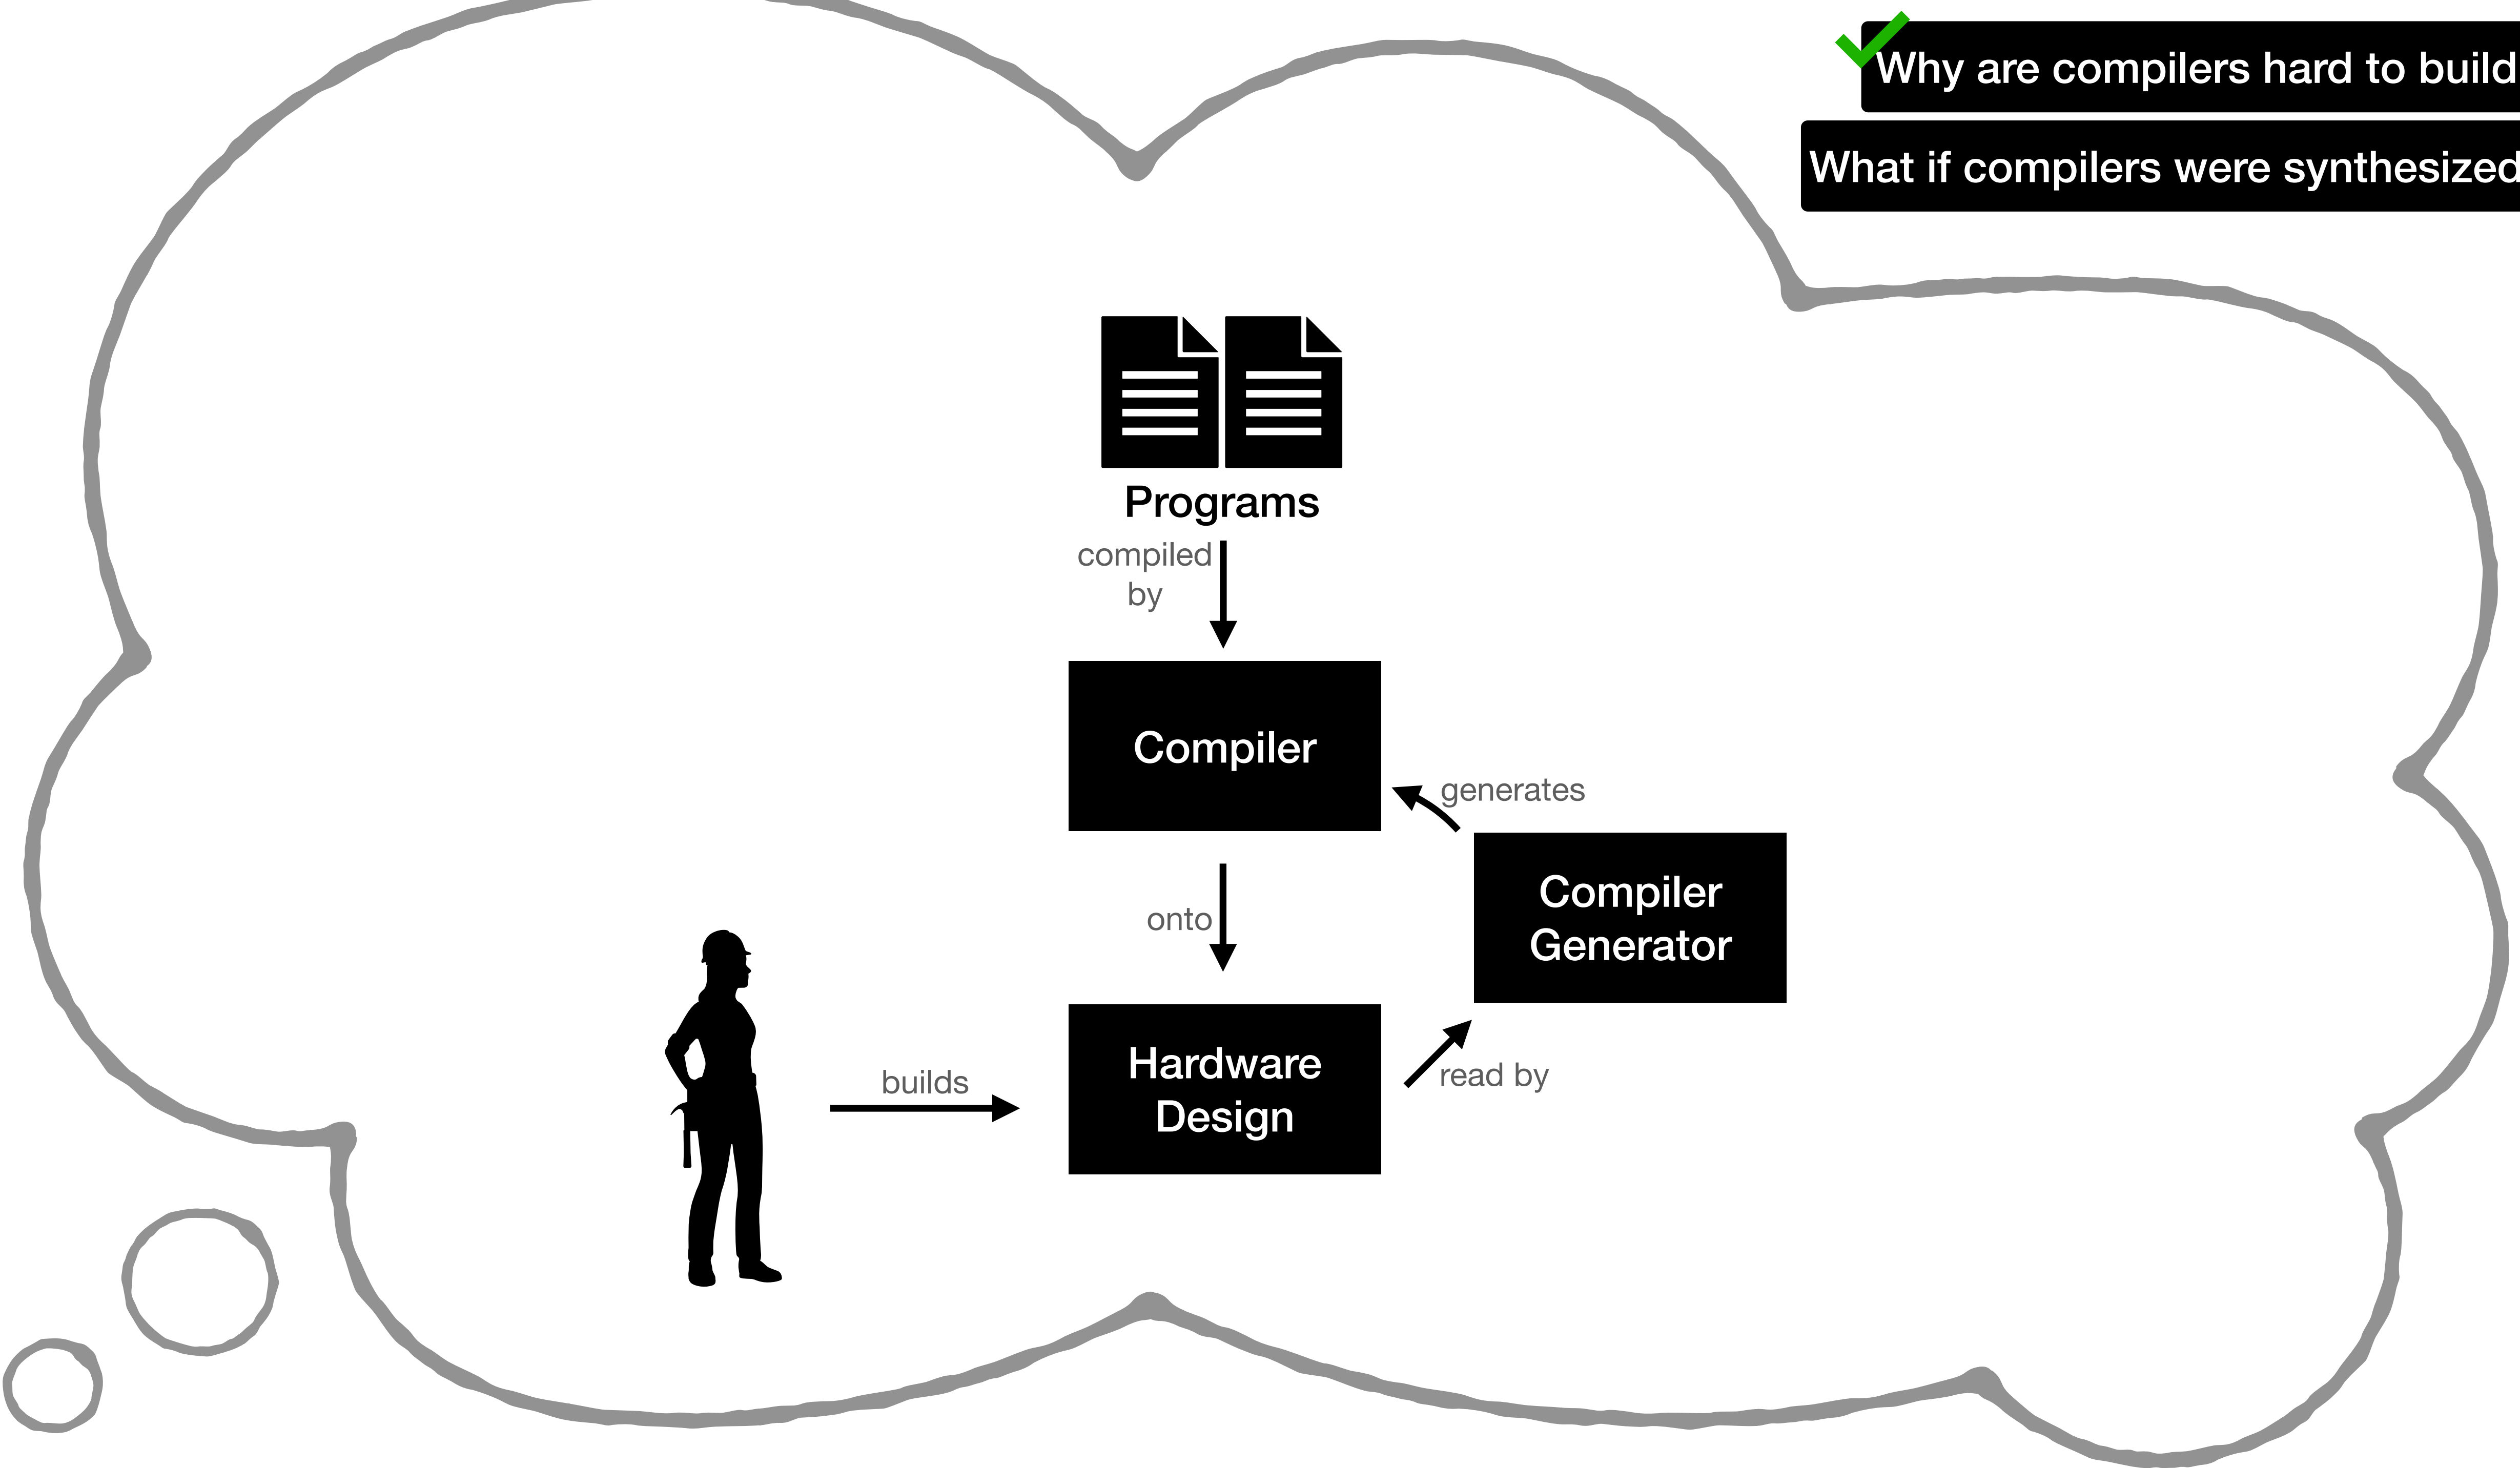 Why are compilers hard to build
What if compilers were synthesized
Programs
compiled
by
Compiler
generates
Compiler
Generator
onto
Hardware
Design
builds
read by